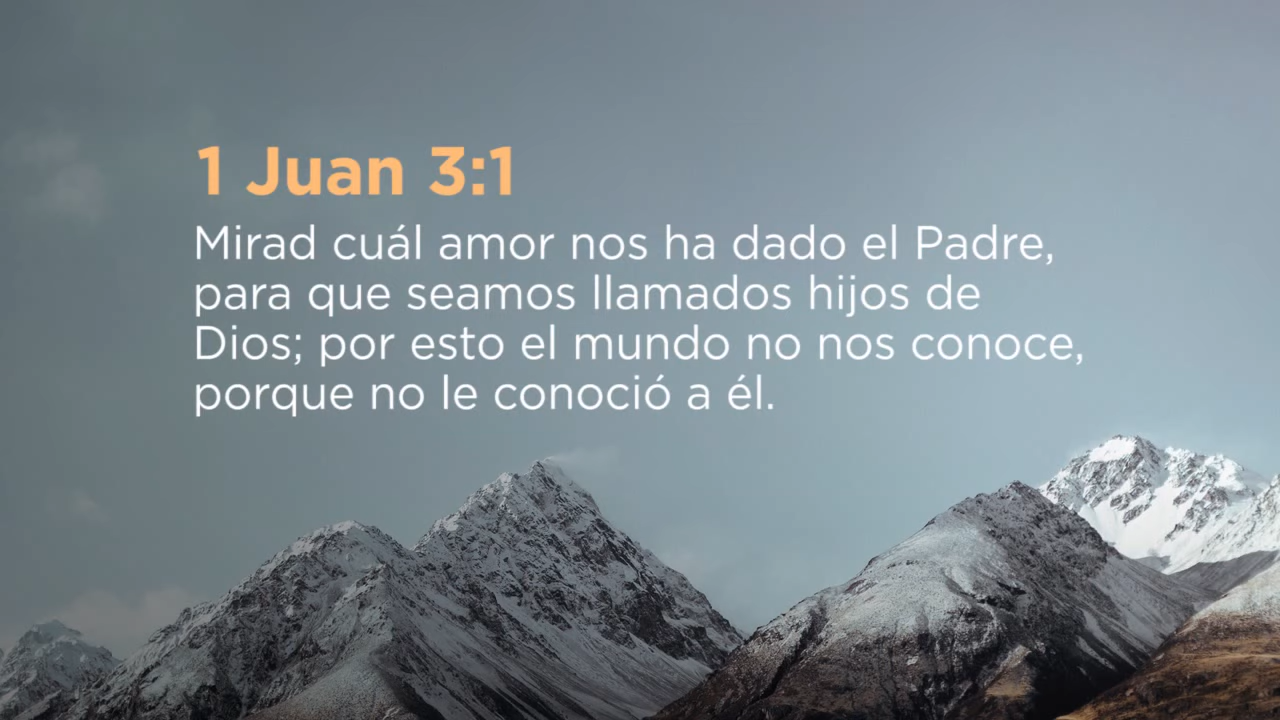 1 Juan 3:1
Mirad cuál amor nos ha dado el Padre,
para que seamos llamados hijos de
Dios; por esto el mundo no nos conoce,
porque no le conoció a él.